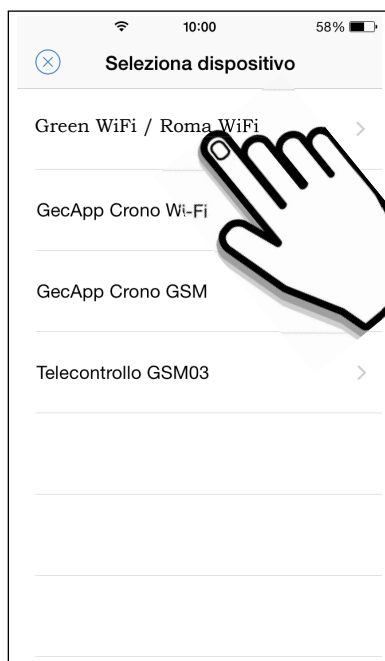 10:00 58%
Seleziona dispositivo
Green WiFi / Roma WiFi
GecApp Crono Wi-Fi
GecApp Crono GSM
Telecontrollo GSM03